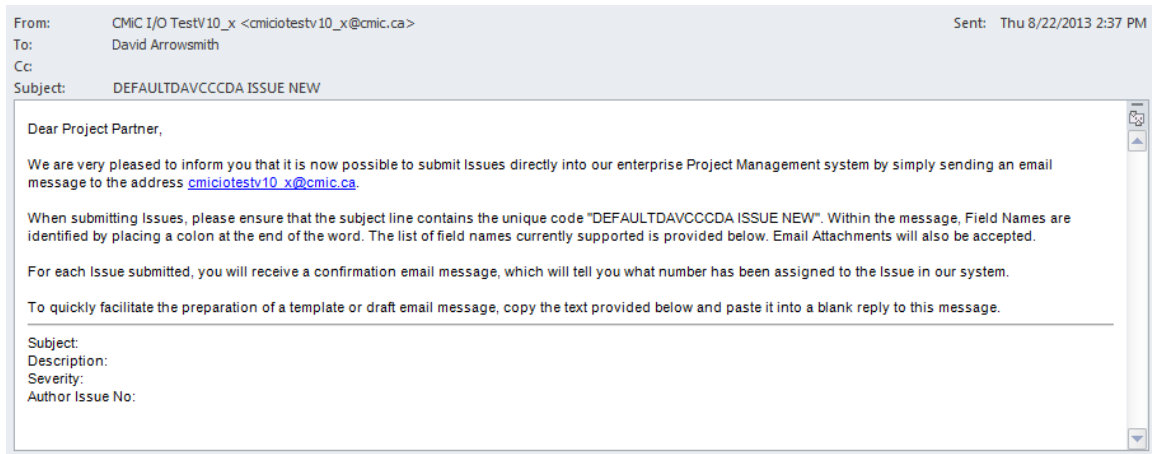 From: CMiC I/O TestV10_x <cmiciotestv10_x@cmic.ca> Sent: Thu 8/22/2013 2:37 PM
To: David Arrowsmith
Cc:
Subject: DEFAULTDAVCCCDA ISSUE NEW
Dear Project Partner,
We are very pleased to inform you that it is now possible to submit Issues directly into our enterprise Project Management system by simply sending an email
message to the address cmiciotestv10_x@cmic.ca.
When submitting Issues, please ensure that the subject line contains the unique code "DEFAULTDAVCCCDA ISSUE NEW". Within the message, Field Names are
identified by placing a colon at the end of the word. The list of field names currently supported is provided below. Email Attachments will also be accepted.
For each Issue submitted, you will receive a confirmation email message, which will tell you what number has been assigned to the Issue in our system.
To quickly facilitate the preparation of a template or draft email message, copy the text provided below and paste it into a blank reply to this message.
Subject:
Description:
Severity:
Author Issue No: